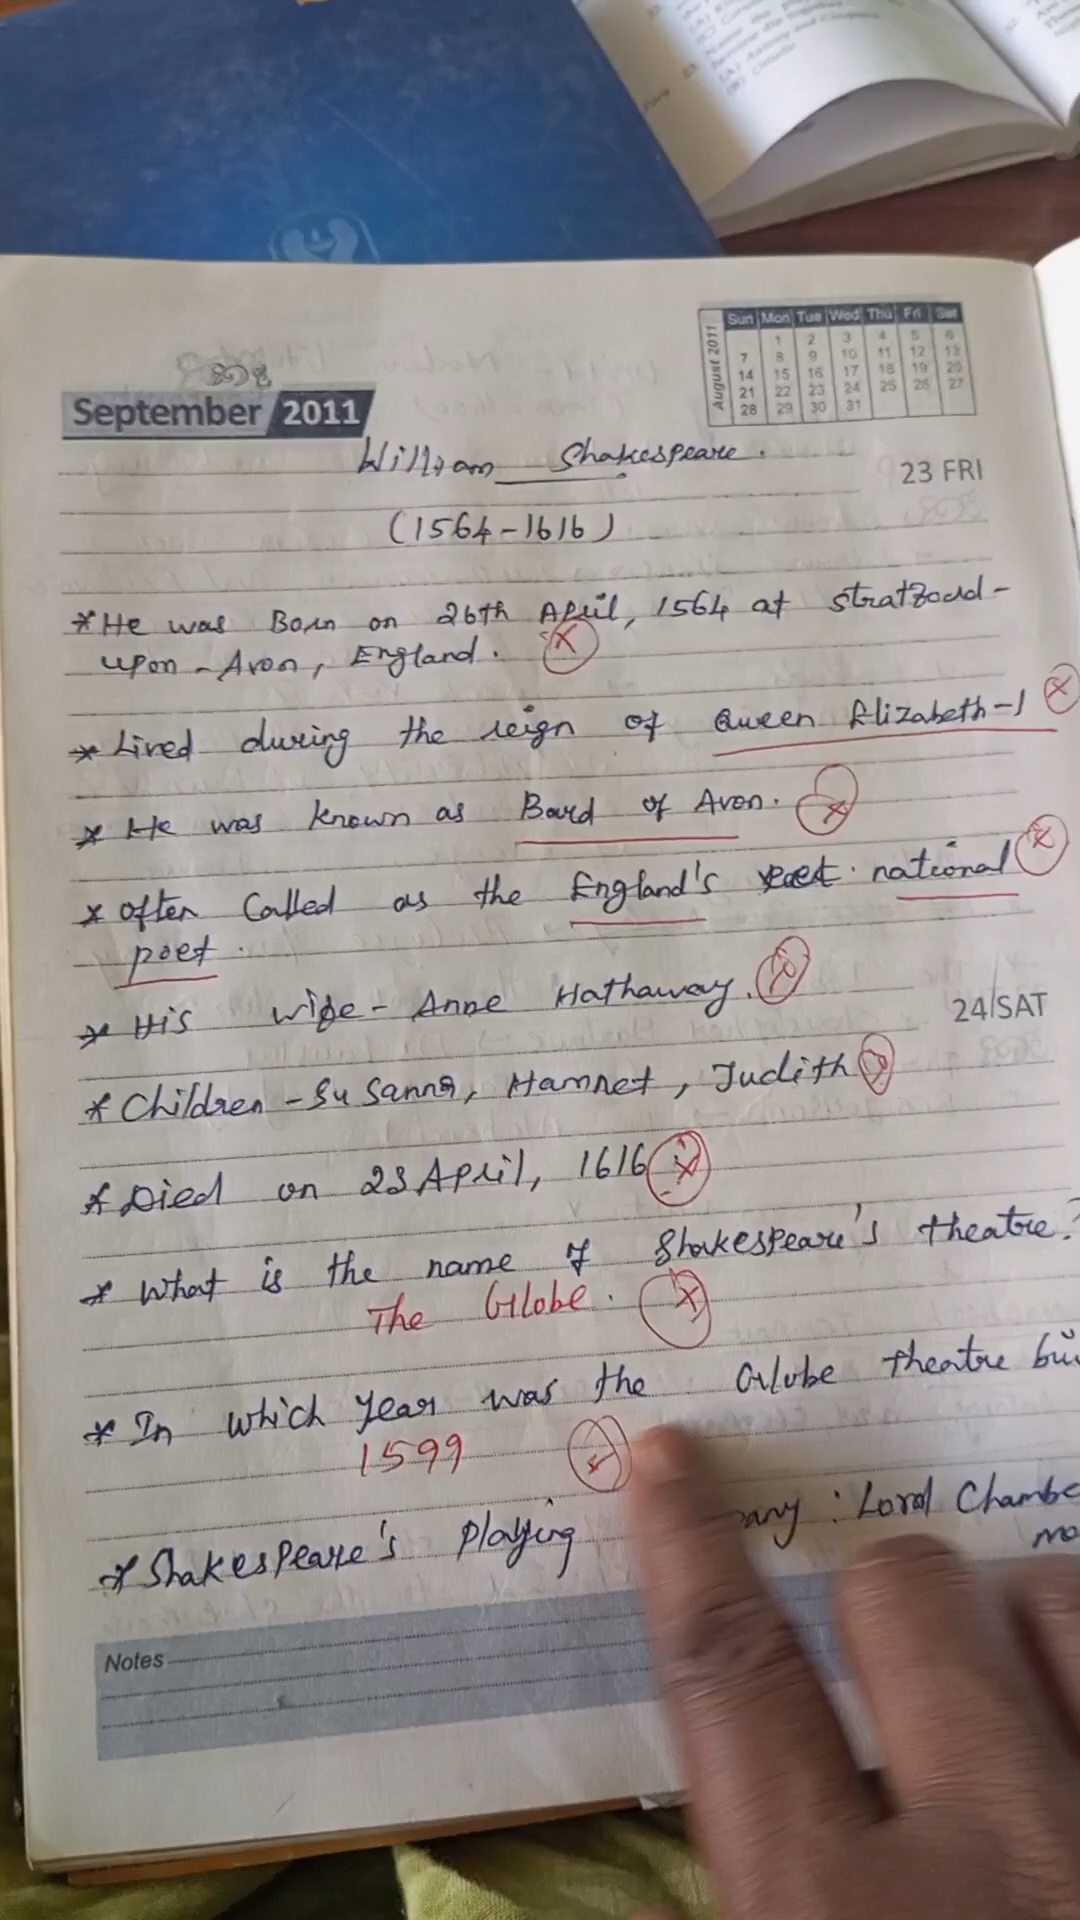 September 2011
August 2011
Sun Mon Tue Wed Thu Fri Sat
1 2 3 4 5 6
7 8 9 10 11 12 13
14 15 16 17 18 19 20
21 22 23 24 25 26 27
28 29 30 31
William Shakespeare.
23 FRI
(1564-1616)
* He was Born on 26th April, 1564 at Stratford-
upon-Avon, England.
* Lived during the reign of Queen Elizabeth-I
* He was known as Bard of Avon.
* Often Called as the England's national
poet.
* His wife - Anne Hathaway.
24/SAT
* Children - Susanna, Hamnet, Judith
* Died on 23 April, 1616
* What is the name of Shakespeare's theatre?
The Globe.
* In which year was the Globe theatre
1599
* Shakespeare's Playing : Lord
Notes